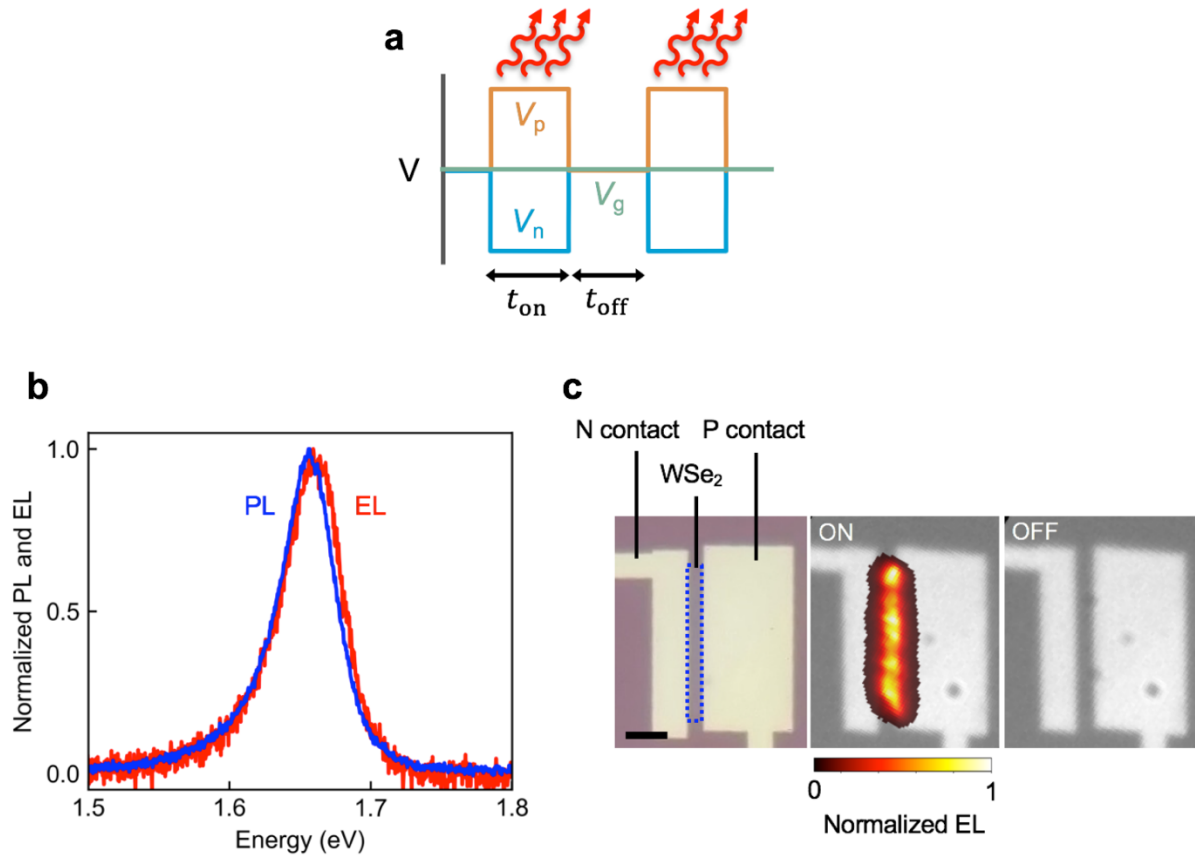 a
V
Vp
Vg
Vn
ton
toff
b
Normalized PL and EL
1.0
0.5
0.0
PL
EL
1.5
1.6
1.7
1.8
Energy (eV)
c
N contact
P contact
WSe2
ON
OFF
0
1
Normalized EL